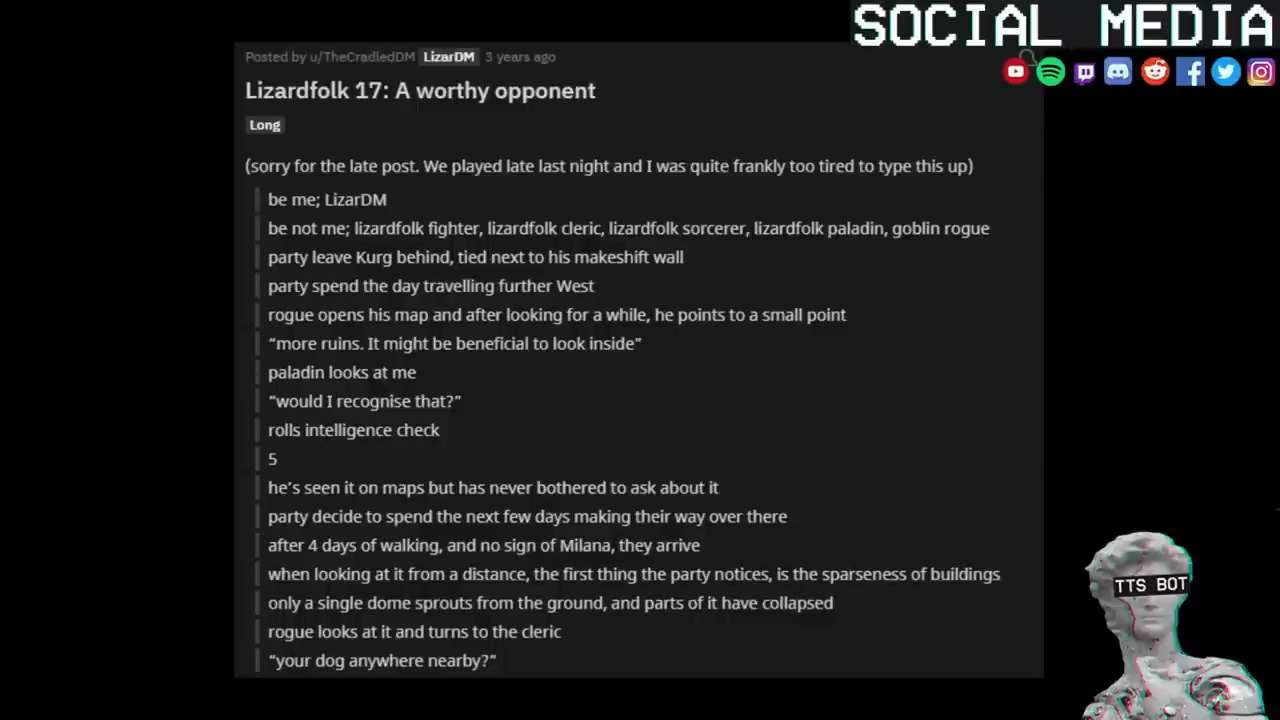 SOCIAL MEDIA
Posted by u/TheCradledDM LizarDM 3 years ago
Lizardfolk 17: A worthy opponent
Long
(sorry for the late post. We played late last night and I was quite frankly too tired to type this up)
be me; LizarDM
be not me; lizardfolk fighter, lizardfolk cleric, lizardfolk sorcerer, lizardfolk paladin, goblin rogue
party leave Kurg behind, tied next to his makeshift wall
party spend the day travelling further West
rogue opens his map and after looking for a while, he points to a small point
“more ruins. It might be beneficial to look inside”
paladin looks at me
“would I recognise that?”
rolls intelligence check
5
he’s seen it on maps but has never bothered to ask about it
party decide to spend the next few days making their way over there
after 4 days of walking, and no sign of Milana, they arrive
when looking at it from a distance, the first thing the party notices, is the sparseness of buildings
only a single dome sprouts from the ground, and parts of it have collapsed
rogue looks at it and turns to the cleric
“your dog anywhere nearby?”
TTS BOT